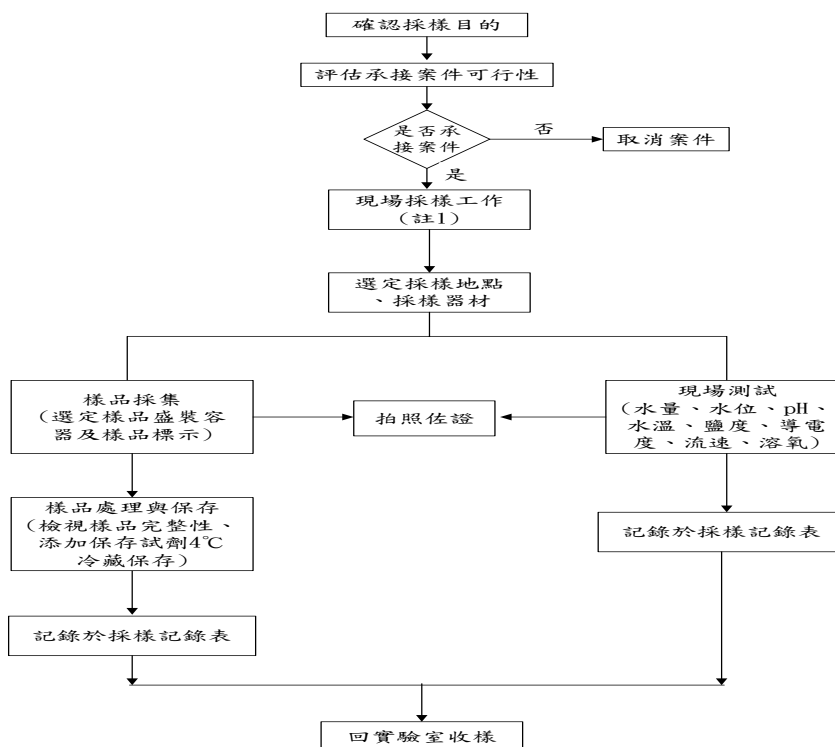 確認採樣目的
評估承接案件可行性
是否承
接案件
否
取消案件
是
現場採樣工作
(註1)
選定採樣地點
、採樣器材
樣品採集
(選定樣品盛裝容
器及樣品標示)
拍照佐證
現場測試
(水量、水位、pH、
水溫、鹽度、導電
度、流速、溶氧)
樣品處理與保存
(檢視樣品完整性、
添加保存試劑4℃
冷藏保存)
記錄於採樣記錄表
記錄於採樣記錄表
回實驗室收樣